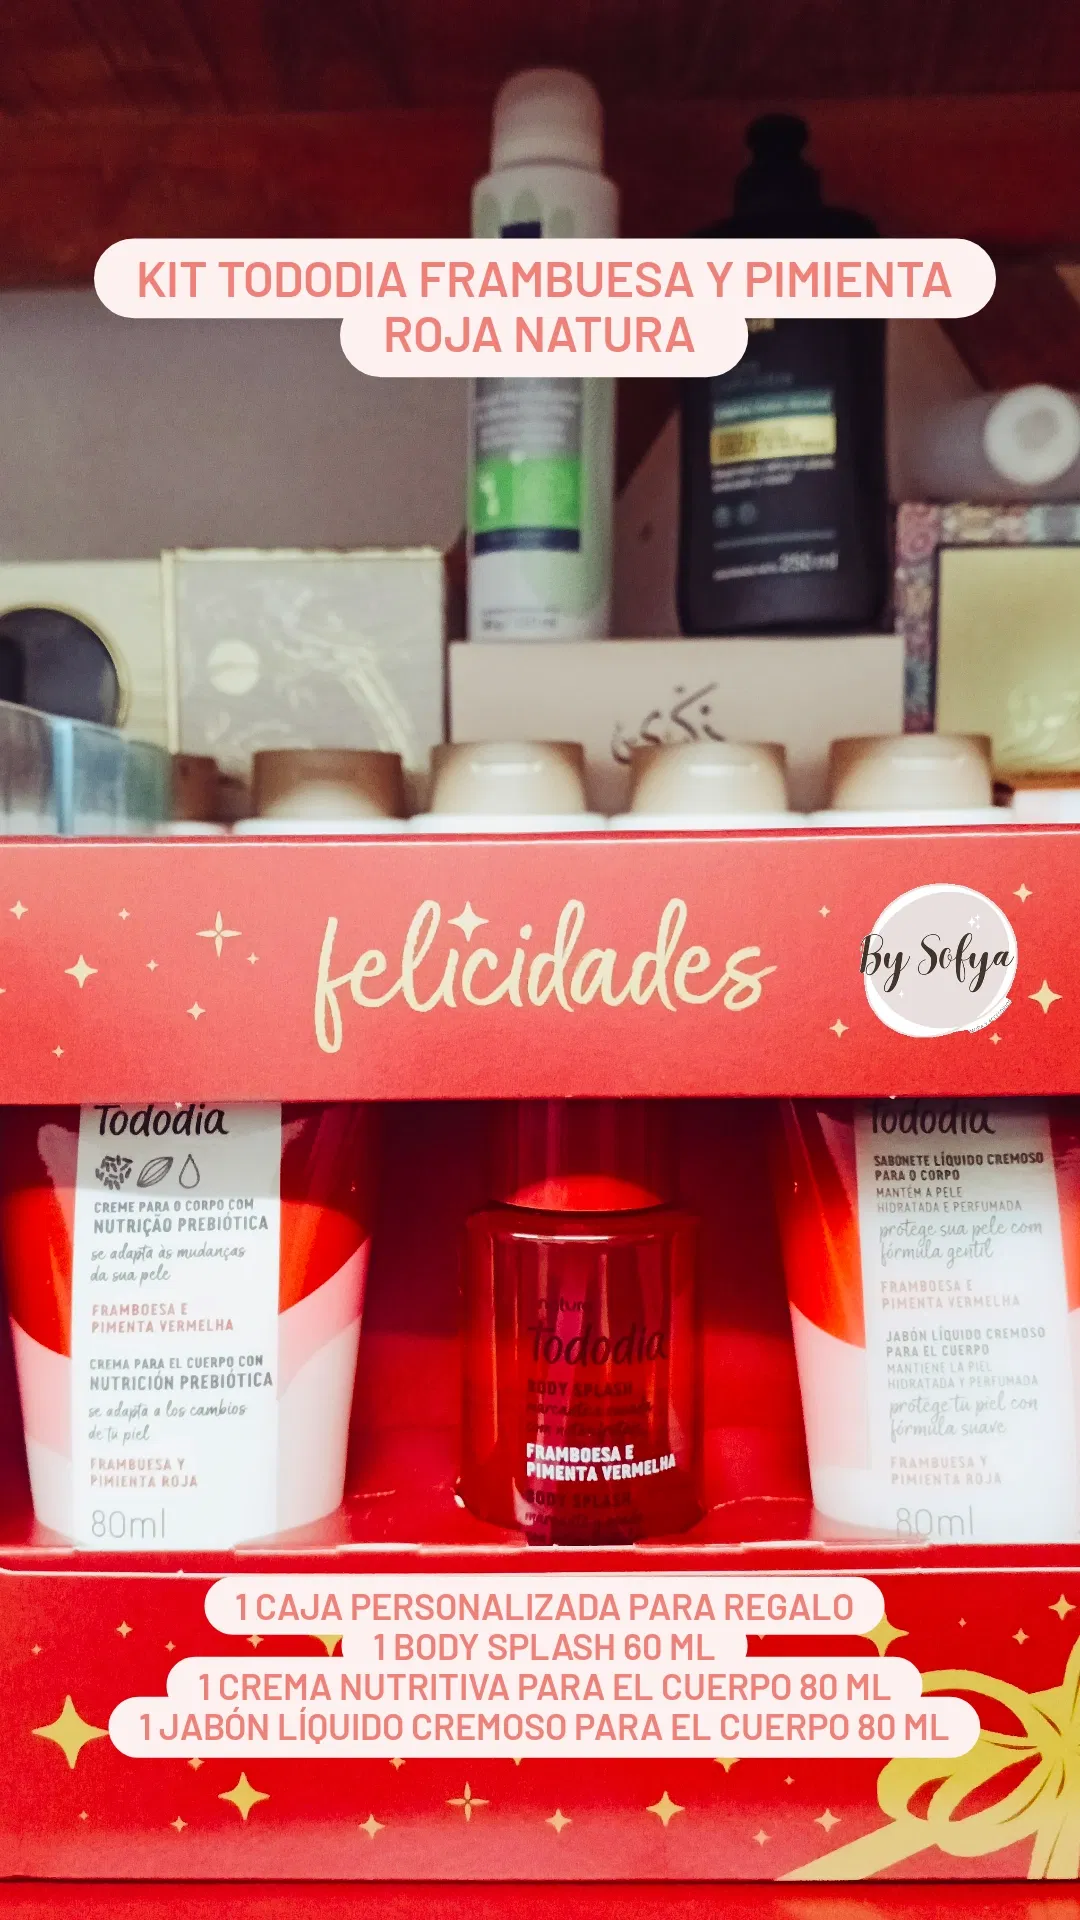 KIT TODODIA FRAMBUESA Y PIMIENTA
ROJA NATURA
250 ml
felicidades
By Sofya
Tododia
CREME PARA O CORPO COM
NUTRIÇÃO PREBIÓTICA
se adapta às mudanças
da sua pele
FRAMBOESA E
PIMENTA VERMELHA
CREMA PARA EL CUERPO CON
NUTRICIÓN PREBIÓTICA
se adapta a los cambios
de tu piel
FRAMBUESA Y
PIMIENTA ROJA
80ml
natura
Tododia
BODY SPLASH
FRAMBOESA E
PIMENTA VERMELHA
BODY SPLASH
Tododia
SABONETE LÍQUIDO CREMOSO
PARA O CORPO
MANTÉM A PELE
HIDRATADA E PERFUMADA
protege sua pele com
fórmula gentil
FRAMBOESA E
PIMENTA VERMELHA
JABÓN LÍQUIDO CREMOSO
PARA EL CUERPO
MANTIENE LA PIEL
HIDRATADA Y PERFUMADA
protege tu piel con
fórmula suave
FRAMBUESA Y
PIMIENTA ROJA
80ml
1 CAJA PERSONALIZADA PARA REGALO
1 BODY SPLASH 60 ML
1 CREMA NUTRITIVA PARA EL CUERPO 80 ML
1 JABÓN LÍQUIDO CREMOSO PARA EL CUERPO 80 ML